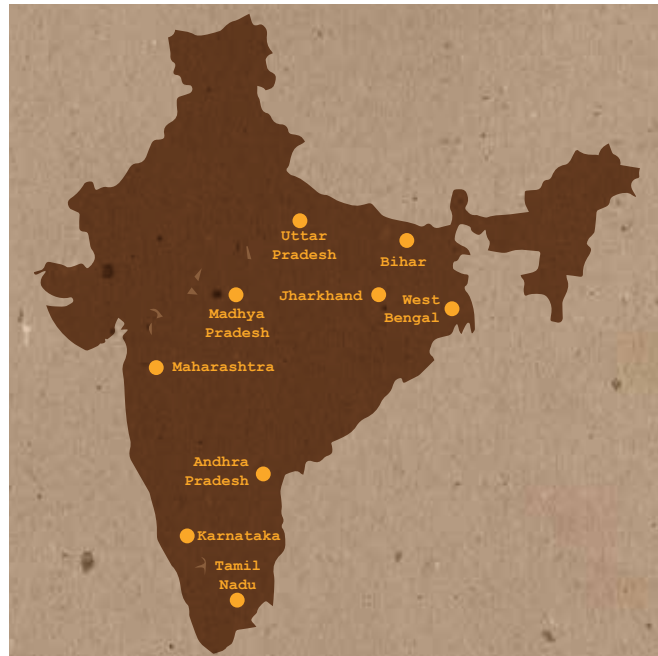 Uttar
Pradesh
Bihar
Jharkhand
West
Bengal
Madhya
Pradesh
Maharashtra
Andhra
Pradesh
Karnataka
Tamil
Nadu